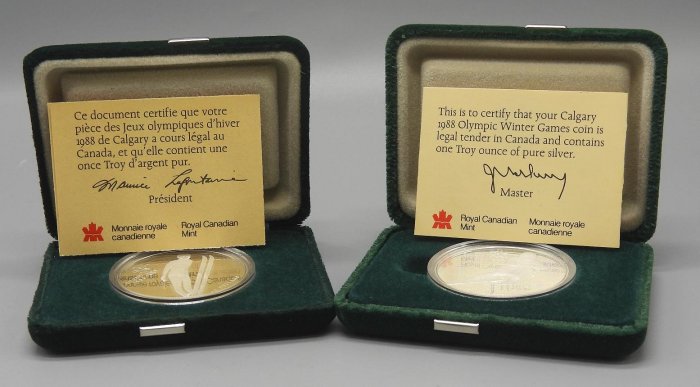 Ce document certifie que votre
pièce des Jeux olympiques d'hiver
1988 de Calgary a cours légal au
Canada, et qu'elle contient une
once Troy d'argent pur.
Maurice Lafontaine
Président
Monnaie royale
canadienne
Royal Canadian
Mint
This is to certify that your Calgary
1988 Olympic Winter Games coin is
legal tender in Canada and contains
one Troy ounce of pure silver.
Master
Royal Canadian
Mint
Monnaie royale
canadienne